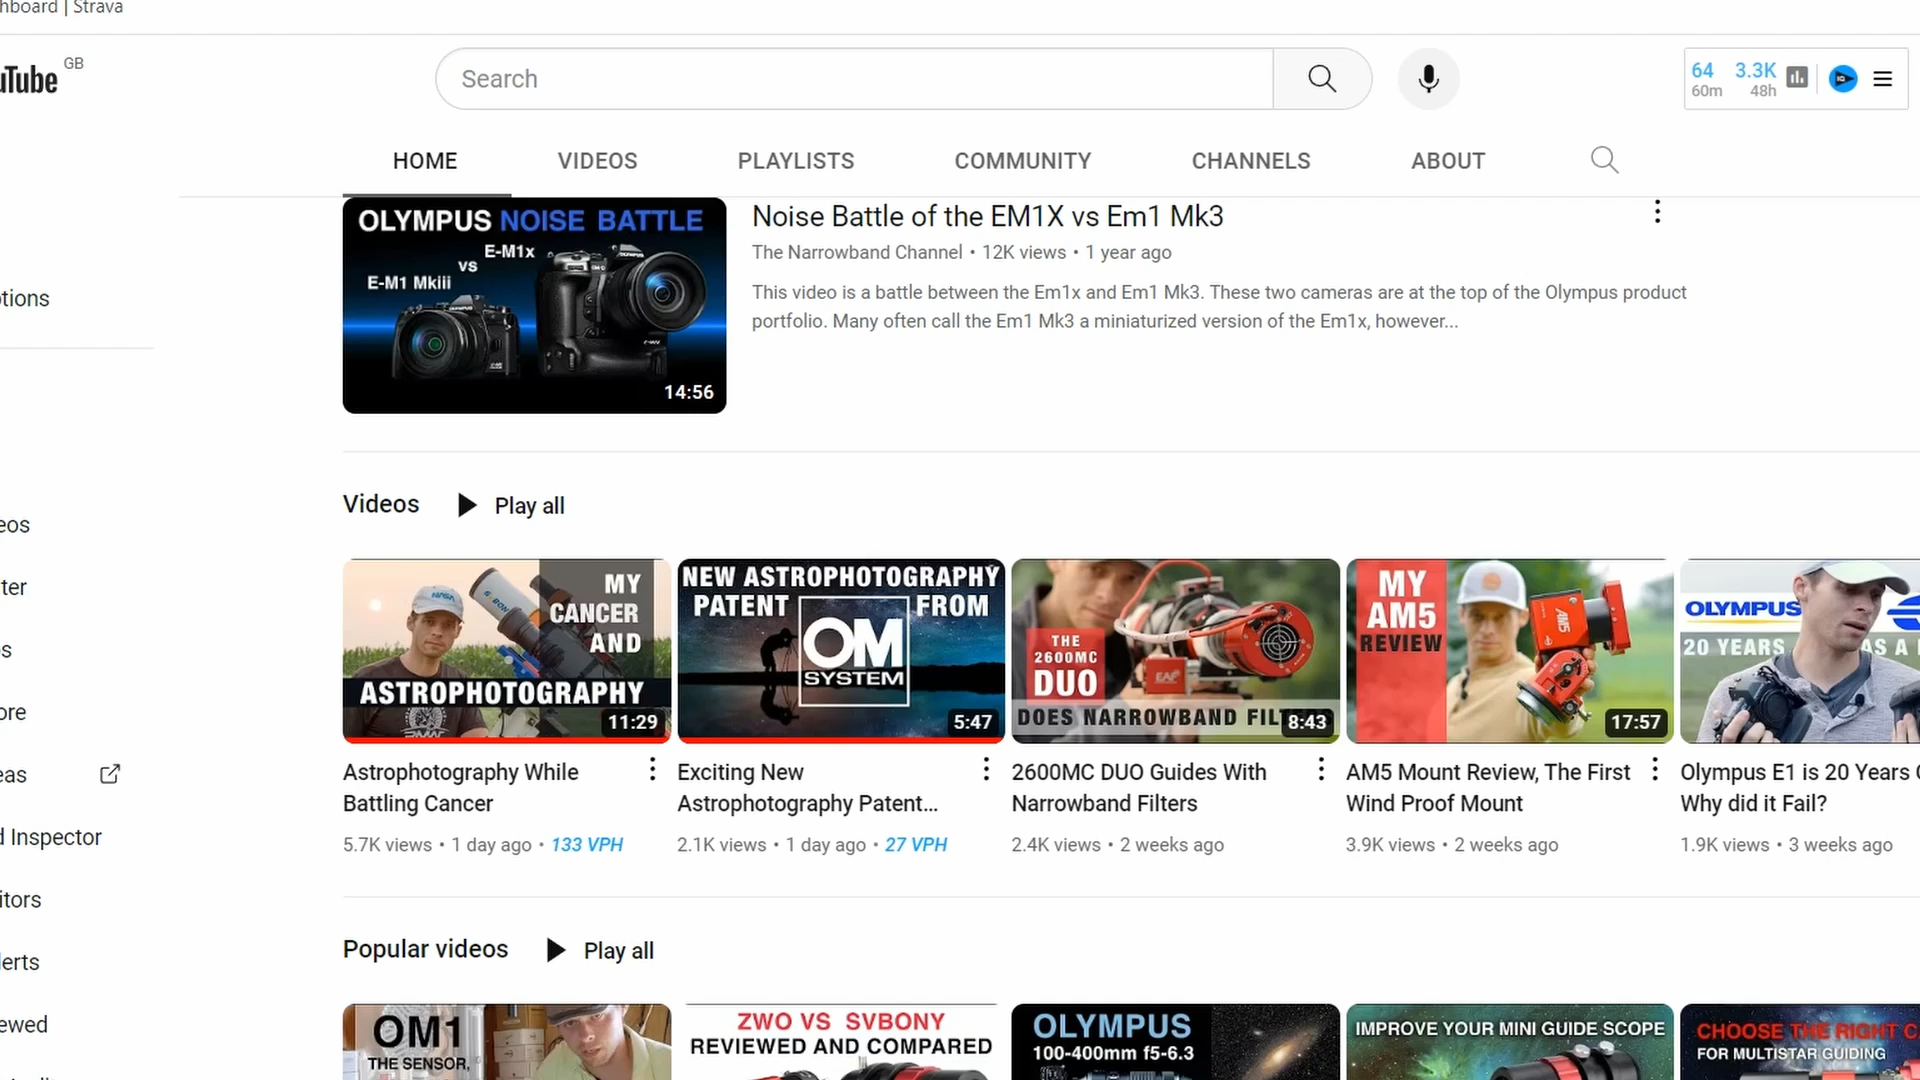 hboard | Strava
uTube GB
Search
64 3.3K
60m 48h
HOME VIDEOS PLAYLISTS COMMUNITY CHANNELS ABOUT
OLYMPUS NOISE BATTLE
E-M1x
vs
E-M1 Mkiii
14:56
Noise Battle of the EM1X vs Em1 Mk3
The Narrowband Channel • 12K views • 1 year ago
This video is a battle between the Em1x and Em1 Mk3. These two cameras are at the top of the Olympus product
portfolio. Many often call the Em1 Mk3 a miniaturized version of the Em1x, however...
otions
eos
ter
s
ore
eas
d Inspector
itors
lerts
ewed
Videos Play all
MY
CANCER
AND
ASTROPHOTOGRAPHY
NASA
11:29
Astrophotography While
Battling Cancer
5.7K views • 1 day ago • 133 VPH
NEW ASTROPHOTOGRAPHY
PATENT FROM
OM
SYSTEM
5:47
Exciting New
Astrophotography Patent...
2.1K views • 1 day ago • 27 VPH
THE
2600MC
DUO
EAF
DOES NARROWBAND FILT
8:43
2600MC DUO Guides With
Narrowband Filters
2.4K views • 2 weeks ago
MY
AM5
REVIEW
AM5
17:57
AM5 Mount Review, The First
Wind Proof Mount
3.9K views • 2 weeks ago
OLYMPUS
20 YEARS AS A
Olympus E1 is 20 Years
Why did it Fail?
1.9K views • 3 weeks ago
Popular videos Play all
OM1
THE SENSOR,
ZWO VS SVBONY
REVIEWED AND COMPARED
OLYMPUS
100-400mm f5-6.3
IMPROVE YOUR MINI GUIDE SCOPE
CHOOSE THE RIGHT C
FOR MULTISTAR GUIDING